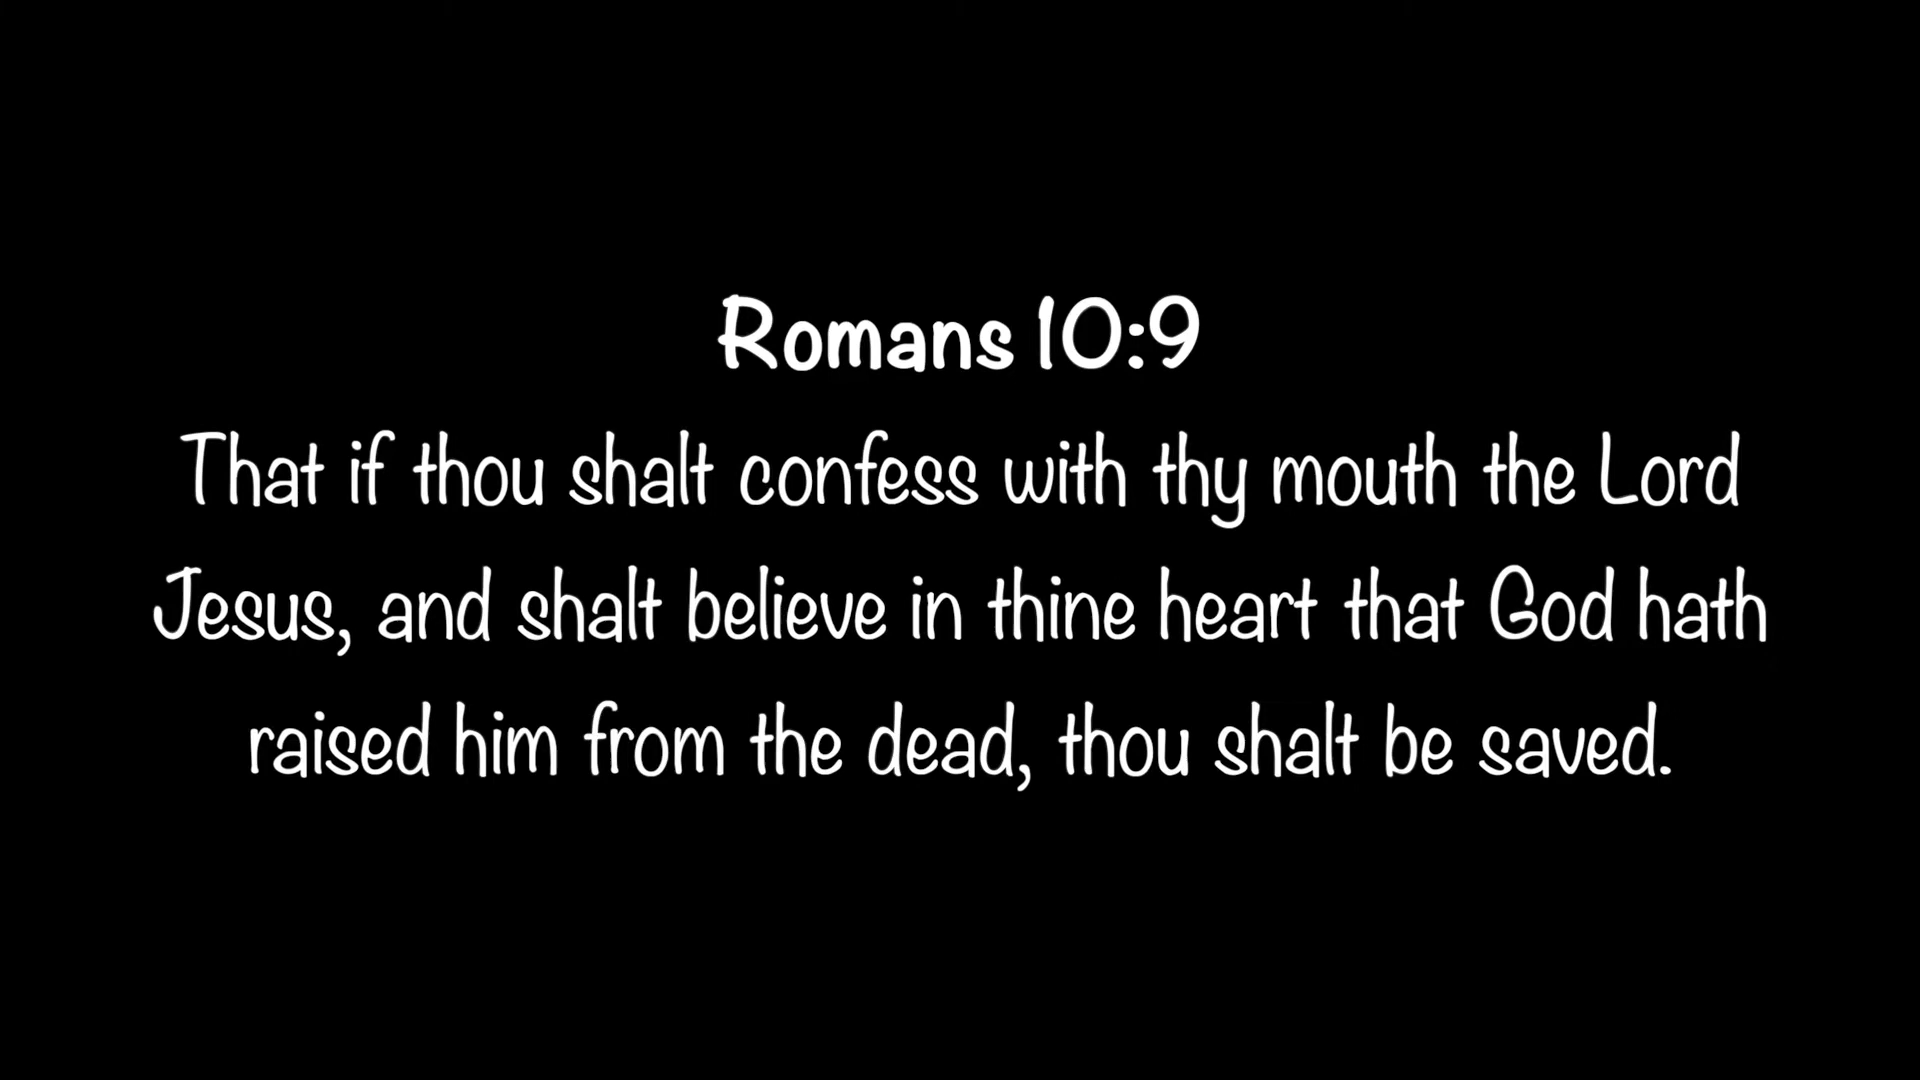 Romans 10:9
That if thou shalt confess with thy mouth the Lord
Jesus, and shalt believe in thine heart that God hath
raised him from the dead, thou shalt be saved.